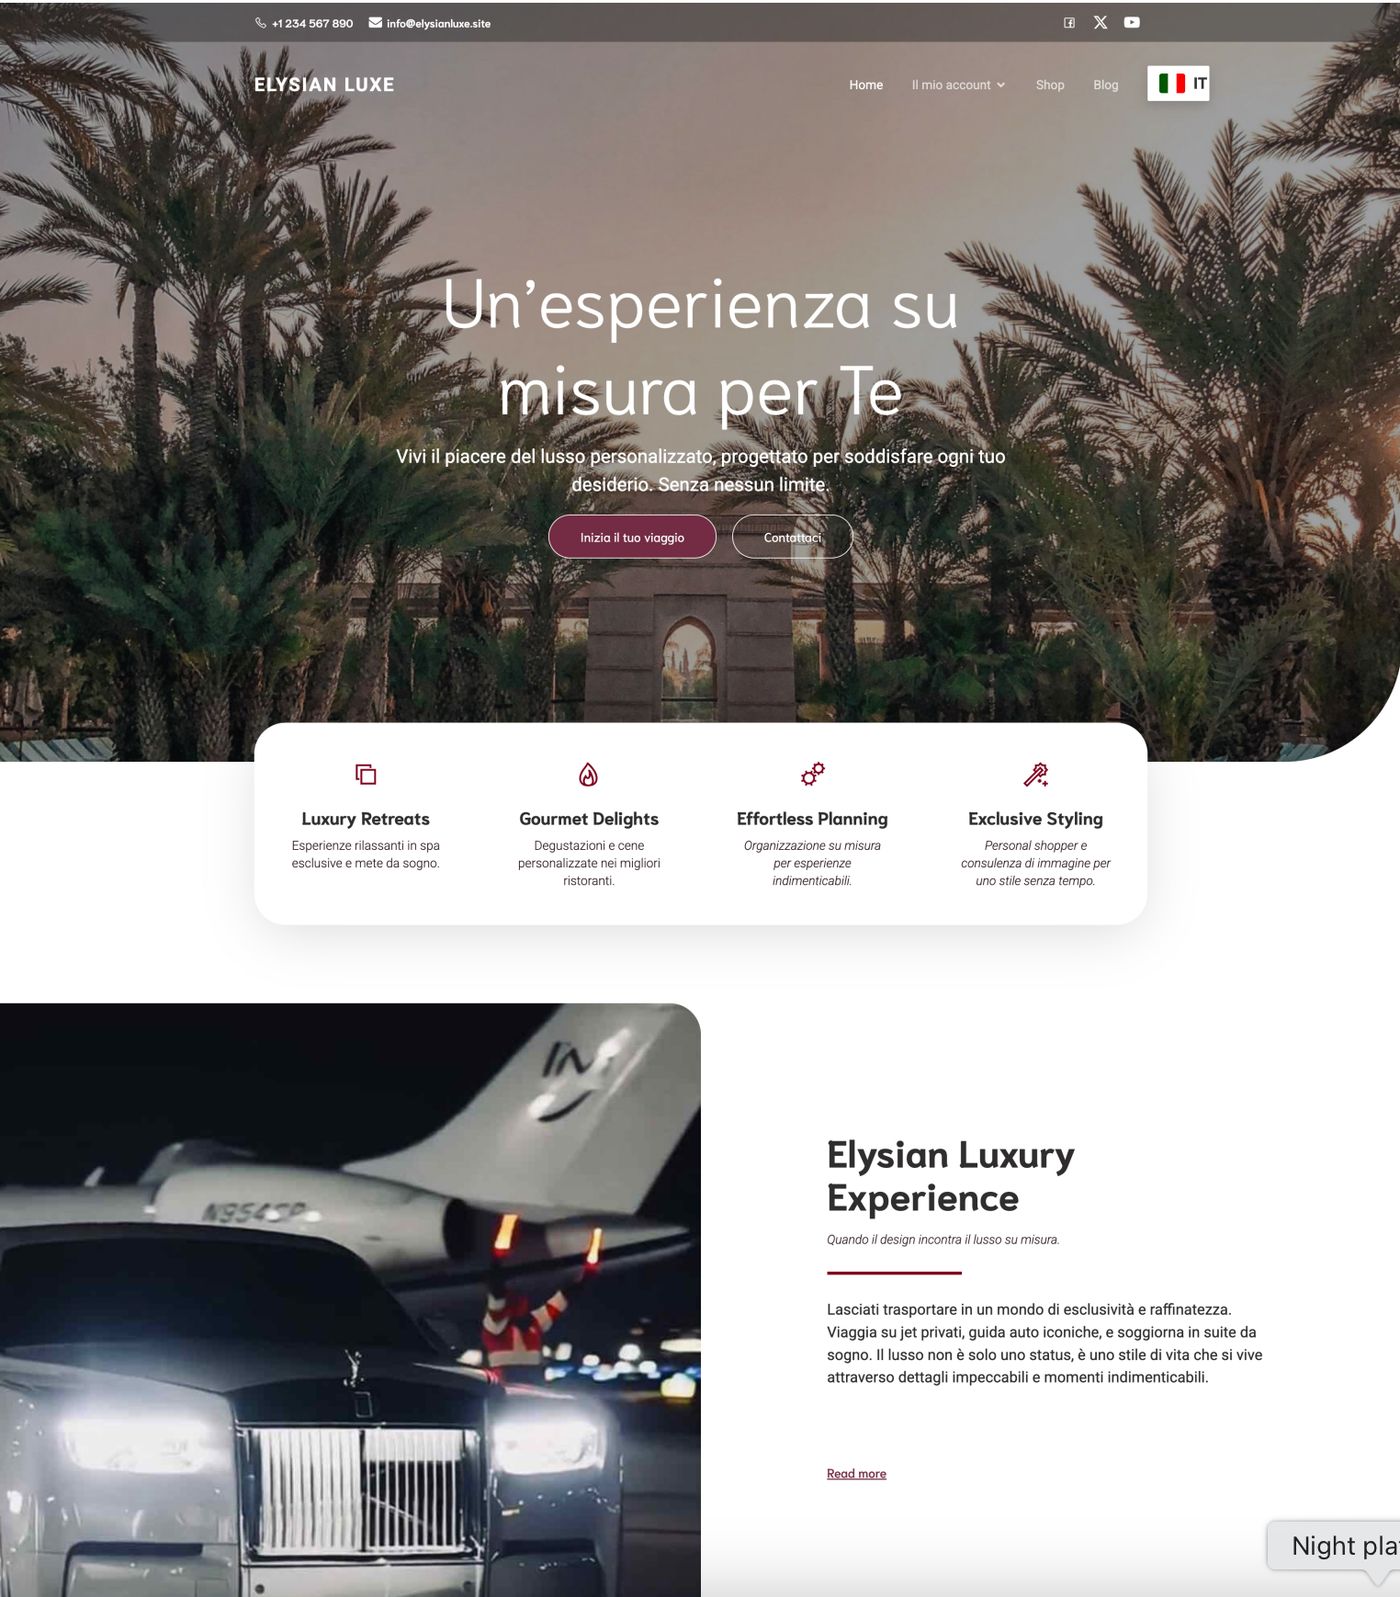 +1 234 567 890 info@elysianluxe.site
ELYSIAN LUXE
Home Il mio account Shop Blog IT
Un’esperienza su
misura per Te
Vivi il piacere del lusso personalizzato, progettato per soddisfare ogni tuo
desiderio. Senza nessun limite.
Inizia il tuo viaggio Contattaci
Luxury Retreats
Esperienze rilassanti in spa
esclusive e mete da sogno.
Gourmet Delights
Degustazioni e cene
personalizzate nei migliori
ristoranti.
Effortless Planning
Organizzazione su misura
per esperienze
indimenticabili.
Exclusive Styling
Personal shopper e
consulenza di immagine per
uno stile senza tempo.
Elysian Luxury
Experience
Quando il design incontra il lusso su misura.
Lasciati trasportare in un mondo di esclusività e raffinatezza.
Viaggia su jet privati, guida auto iconiche, e soggiorna in suite da
sogno. Il lusso non è solo uno status, è uno stile di vita che si vive
attraverso dettagli impeccabili e momenti indimenticabili.
Read more
Night